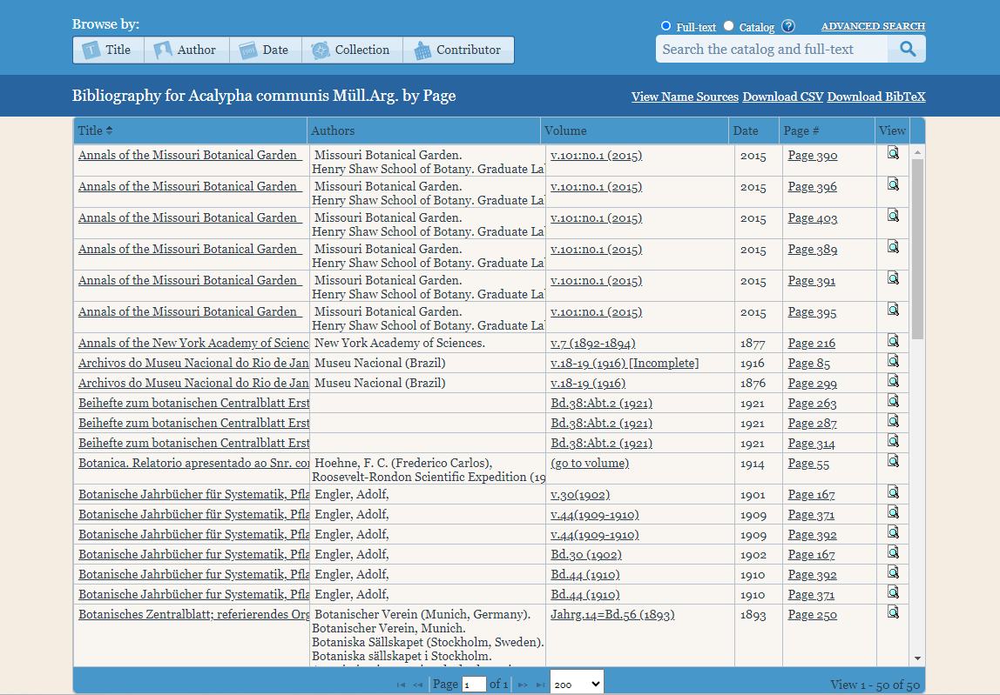 Browse by:
Title Author Date Collection Contributor
Full-text Catalog ? ADVANCED SEARCH
Search the catalog and full-text
Bibliography for Acalypha communis Müll.Arg. by Page
View Name Sources Download CSV Download BibTeX
Title Authors Volume Date Page # View
Annals of the Missouri Botanical Garden Missouri Botanical Garden. v.101:no.1 (2015) 2015 Page 390
Henry Shaw School of Botany. Graduate La
Annals of the Missouri Botanical Garden Missouri Botanical Garden. v.101:no.1 (2015) 2015 Page 396
Henry Shaw School of Botany. Graduate La
Annals of the Missouri Botanical Garden Missouri Botanical Garden. v.101:no.1 (2015) 2015 Page 403
Henry Shaw School of Botany. Graduate La
Annals of the Missouri Botanical Garden Missouri Botanical Garden. v.101:no.1 (2015) 2015 Page 389
Henry Shaw School of Botany. Graduate La
Annals of the Missouri Botanical Garden Missouri Botanical Garden. v.101:no.1 (2015) 2015 Page 391
Henry Shaw School of Botany. Graduate La
Annals of the Missouri Botanical Garden Missouri Botanical Garden. v.101:no.1 (2015) 2015 Page 395
Henry Shaw School of Botany. Graduate La
Annals of the New York Academy of Scienc New York Academy of Sciences. v.7 (1892-1894) 1877 Page 216
Archivos do Museu Nacional do Rio de Jan Museu Nacional (Brazil) v.18-19 (1916) [Incomplete] 1916 Page 85
Archivos do Museu Nacional do Rio de Jan Museu Nacional (Brazil) v.18-19 (1916) 1876 Page 299
Beihefte zum botanischen Centralblatt Erst Bd.38:Abt.2 (1921) 1921 Page 263
Beihefte zum botanischen Centralblatt Erst Bd.38:Abt.2 (1921) 1921 Page 287
Beihefte zum botanischen Centralblatt Erst Bd.38:Abt.2 (1921) 1921 Page 314
Botanica. Relatorio apresentado ao Snr. co Hoehne, F. C. (Frederico Carlos), (go to volume) 1914 Page 55
Roosevelt-Rondon Scientific Expedition (19
Botanische Jahrbücher für Systematik, Pfla Engler, Adolf, v.30(1902) 1901 Page 167
Botanische Jahrbücher für Systematik, Pfla Engler, Adolf, v.44(1909-1910) 1909 Page 371
Botanische Jahrbücher für Systematik, Pfla Engler, Adolf, v.44(1909-1910) 1909 Page 392
Botanische Jahrbücher fur Systematik, Pfla Engler, Adolf, Bd.30 (1902) 1902 Page 167
Botanische Jahrbücher fur Systematik, Pfla Engler, Adolf, Bd.44 (1910) 1910 Page 392
Botanische Jahrbücher fur Systematik, Pfla Engler, Adolf, Bd.44 (1910) 1910 Page 371
Botanisches Zentralblatt; referierendes Org Botanischer Verein (Munich, Germany). Jahrg.14=Bd.56 (1893) 1893 Page 250
Botanischer Verein, Munich.
Botaniska Sällskapet (Stockholm, Sweden).
Botaniska sällskapet i Stockholm.
Page 1 of 1 200 View 1 - 50 of 50